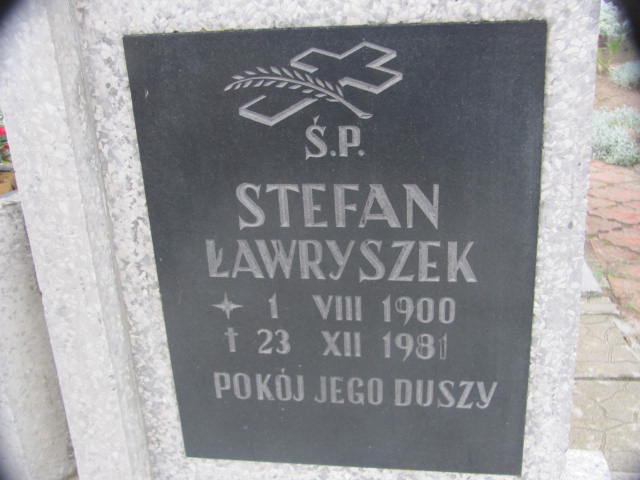 Ś.P.
STEFAN
ŁAWRYSZEK
1 VIII 1900
† 23 XII 1981
POKÓJ JEGO DUSZY